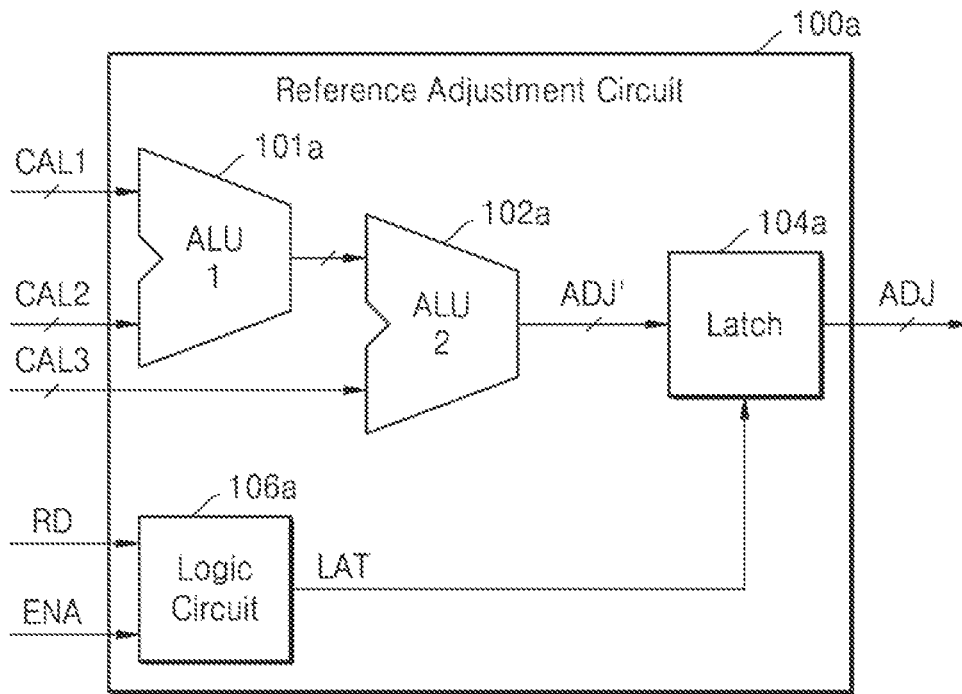 100a
Reference Adjustment Circuit
101a
CAL1
ALU
1
102a
104a
CAL2
ALU
2
ADJ'
Latch
ADJ
CAL3
106a
RD
Logic
Circuit
LAT
ENA